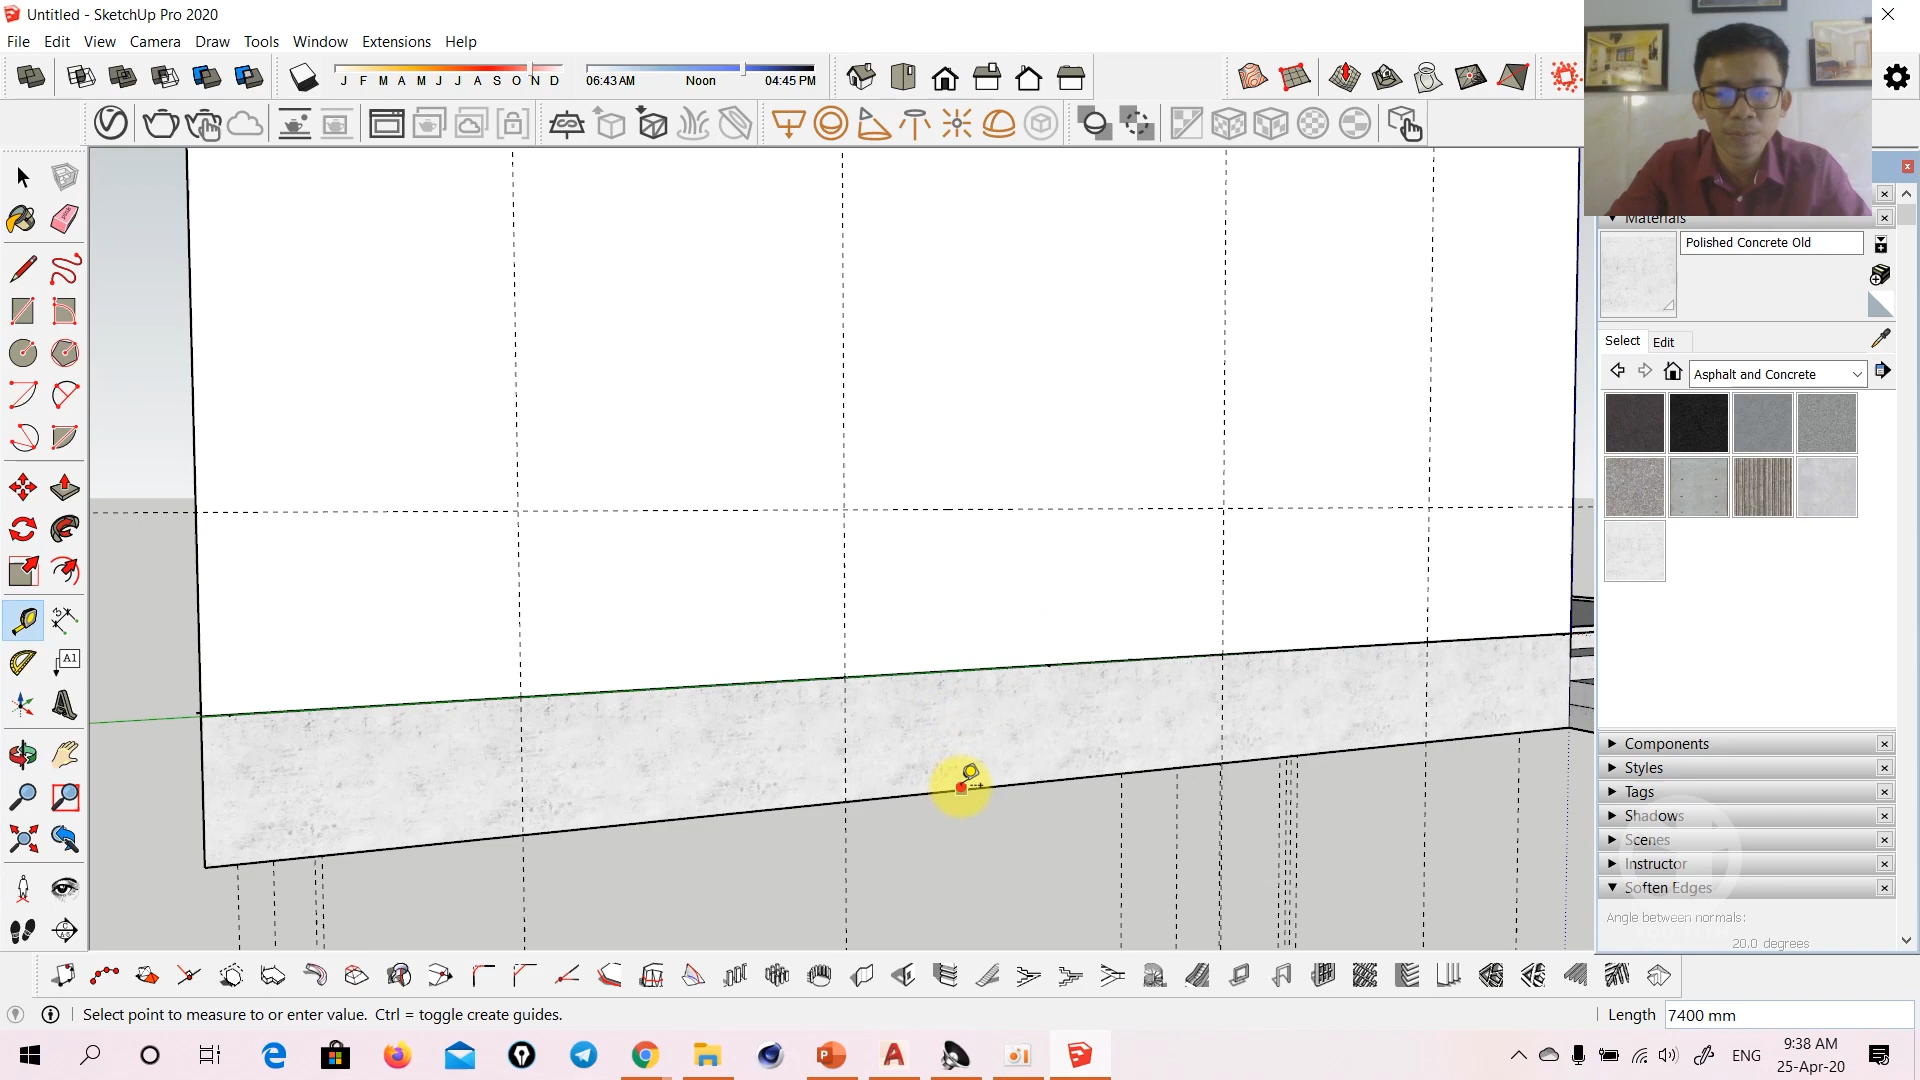 Untitled - SketchUp Pro 2020
File Edit View Camera Draw Tools Window Extensions Help
J F M A M J J A S O N D
06:43 AM Noon 04:45 PM
Materials
Polished Concrete Old
Select Edit
Asphalt and Concrete
A1
Components
Styles
Tags
Shadows
Scenes
Instructor
Soften Edges
Angle between normals:
20.0 degrees
Select point to measure to or enter value. Ctrl = toggle create guides.
Length 7400 mm
ENG
9:38 AM
25-Apr-20